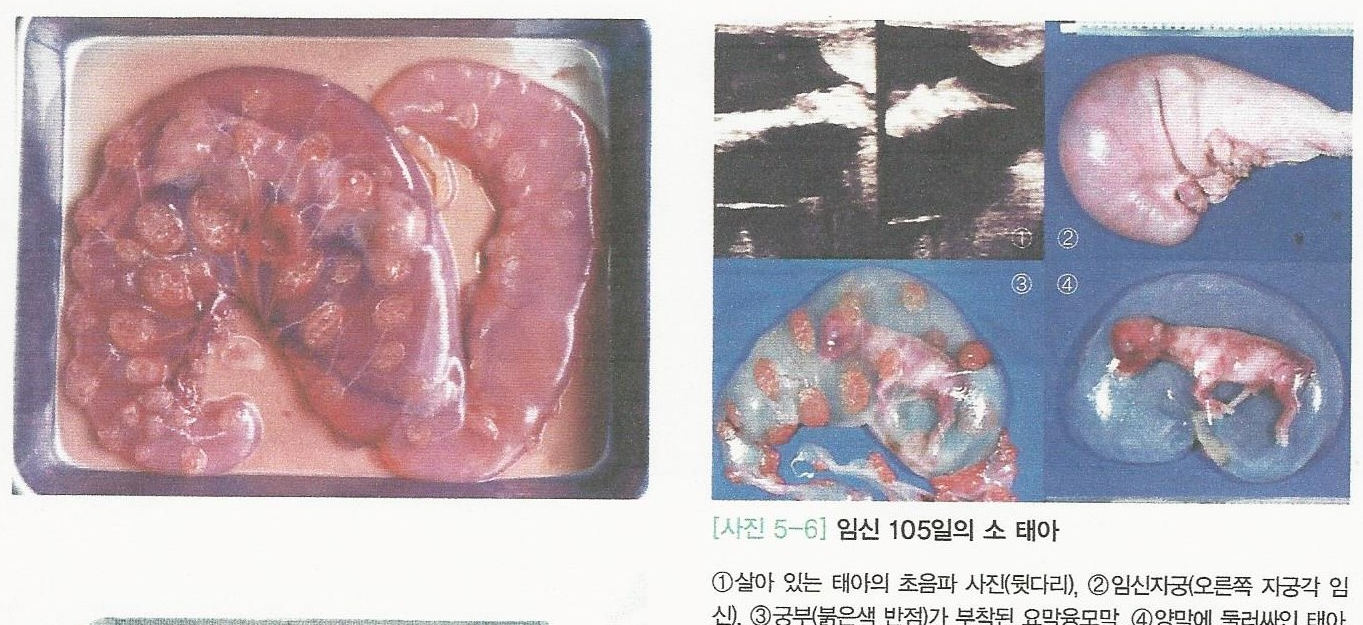 ①
②
③
④
[사진 5-6] 임신 105일의 소 태아
①살아 있는 태아의 초음파 사진(뒷다리), ②임신자궁(오른쪽 자궁각 임
신), ③궁부(붉은색 반점)가 부착된 요막융모막, ④양막에 둘러싸인 태아